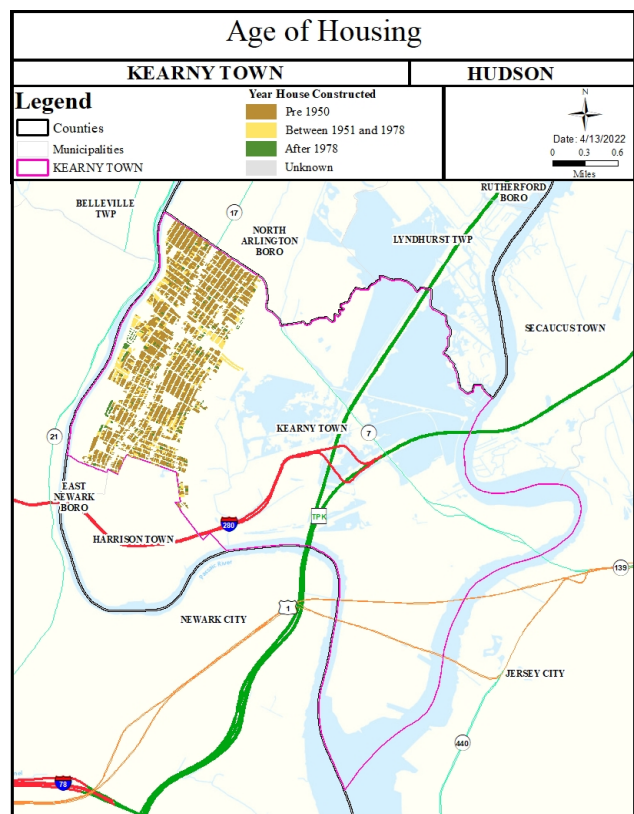 Age of Housing
KEARNY TOWN
HUDSON
Legend
Counties
Municipalities
KEARNY TOWN
Year House Constructed
Pre 1950
Between 1951 and 1978
After 1978
Unknown
N
Date: 4/13/2022
0 0.3 0.6
Miles
RUTHERFORD
BORO
BELLEVILLE
TWP
17
NORTH
ARLINGTON
BORO
LYNDHURST TWP
SECAUCUS TOWN
KEARNY TOWN
7
21
EAST
NEWARK
BORO
TPK
280
HARRISON TOWN
139
1
NEWARK CITY
JERSEY CITY
440
78